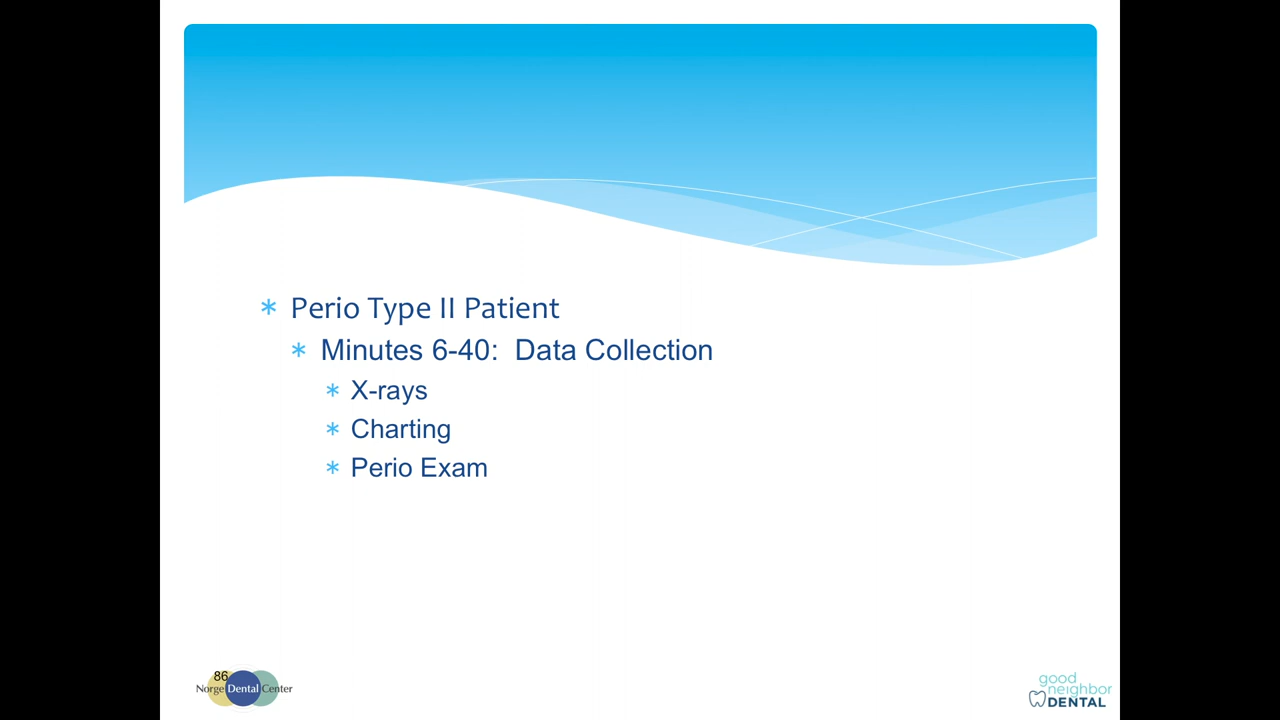 Perio Type II Patient
Minutes 6-40: Data Collection
X-rays
Charting
Perio Exam
86
Norge Dental Center
good
neighbor
DENTAL